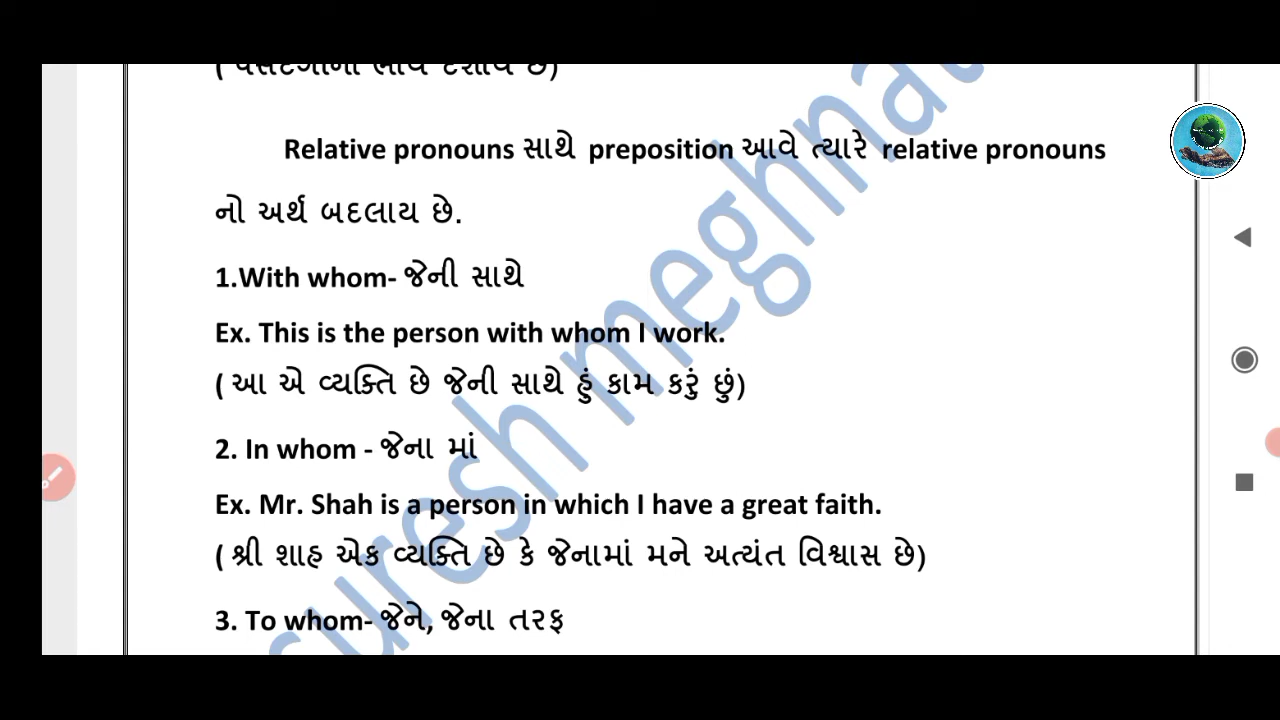 Relative pronouns સાથે preposition આવે ત્યારે relative pronouns
નો અર્થ બદલાય છે.
1.With whom- જેની સાથે
Ex. This is the person with whom I work.
( આ એ વ્યક્તિ છે જેની સાથે હું કામ કરું છું)
2. In whom - જેના માં
Ex. Mr. Shah is a person in which I have a great faith.
( શ્રી શાહ એક વ્યક્તિ છે કે જેનામાં મને અત્યંત વિશ્વાસ છે)
3. To whom- જેને, જેના તરફ
suresh meghnat